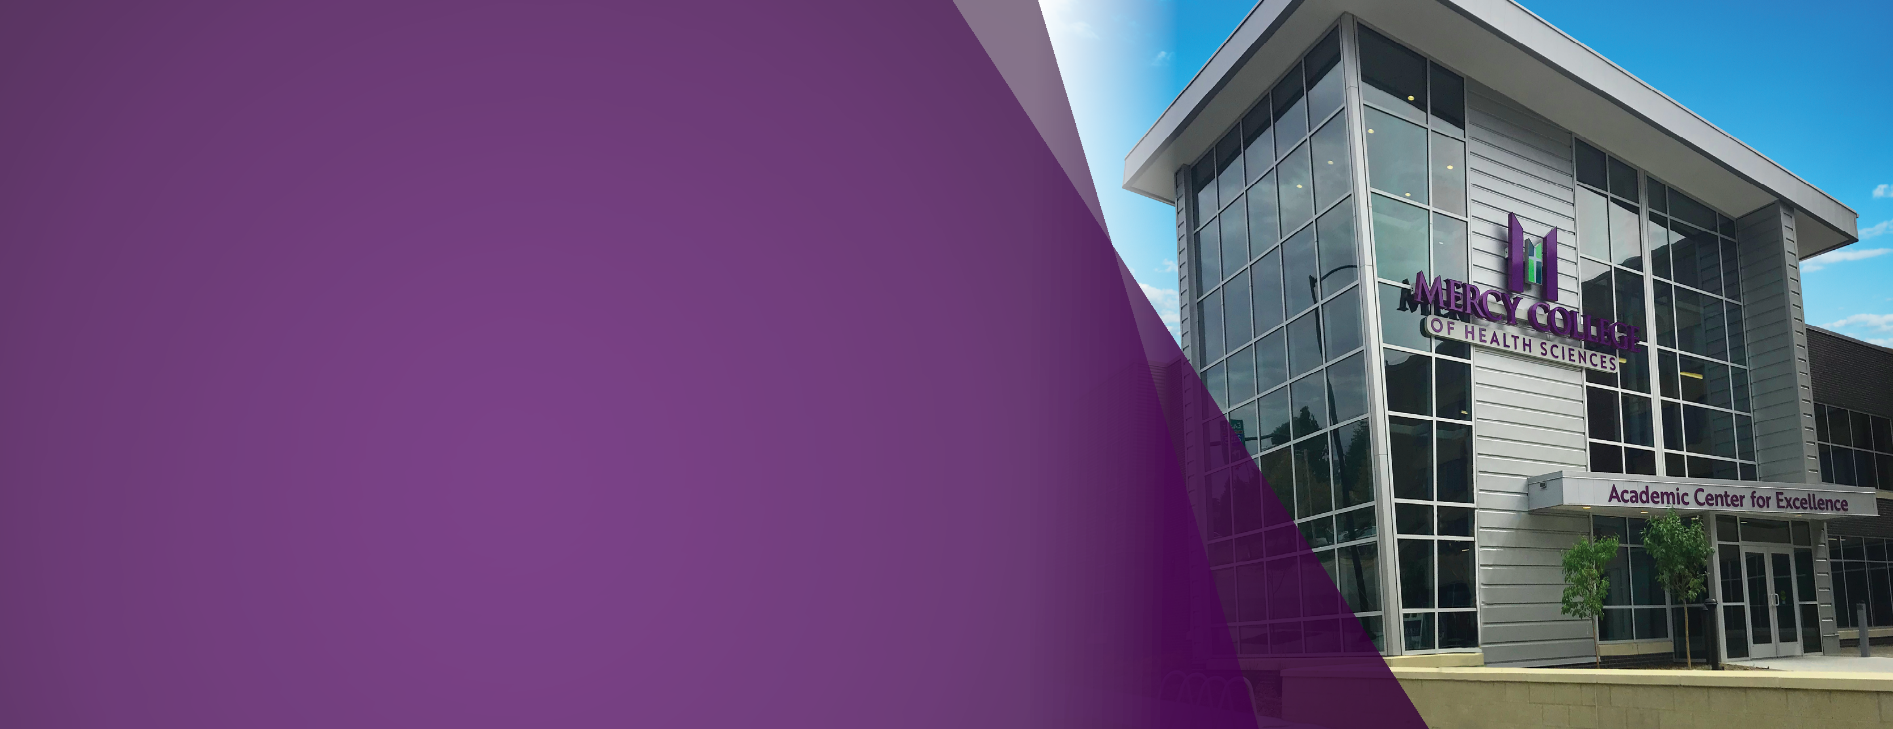 MERCY COLLEGE
OF HEALTH SCIENCES
Academic Center for Excellence